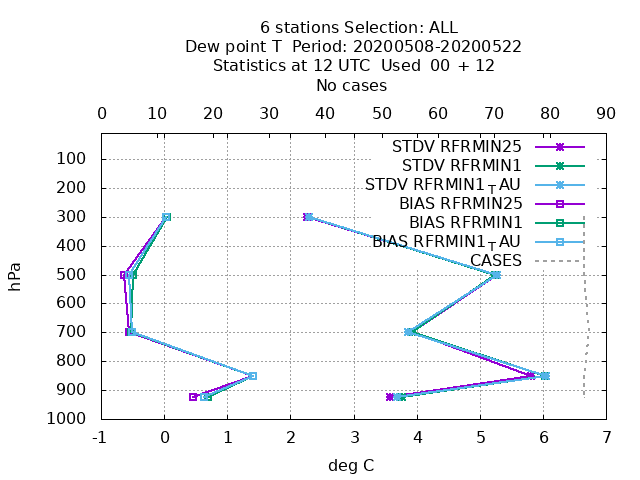 6 stations Selection: ALL
Dew point T  Period: 20200508-20200522
Statistics at 12 UTC  Used  00 + 12
No cases
0 10 20 30 40 50 60 70 80 90
STDV RFRMIN25
STDV RFRMIN1
STDV RFRMIN1TAU
BIAS RFRMIN25
BIAS RFRMIN1
BIAS RFRMIN1TAU
CASES
hPa
100
200
300
400
500
600
700
800
900
1000
-1 0 1 2 3 4 5 6 7
deg C